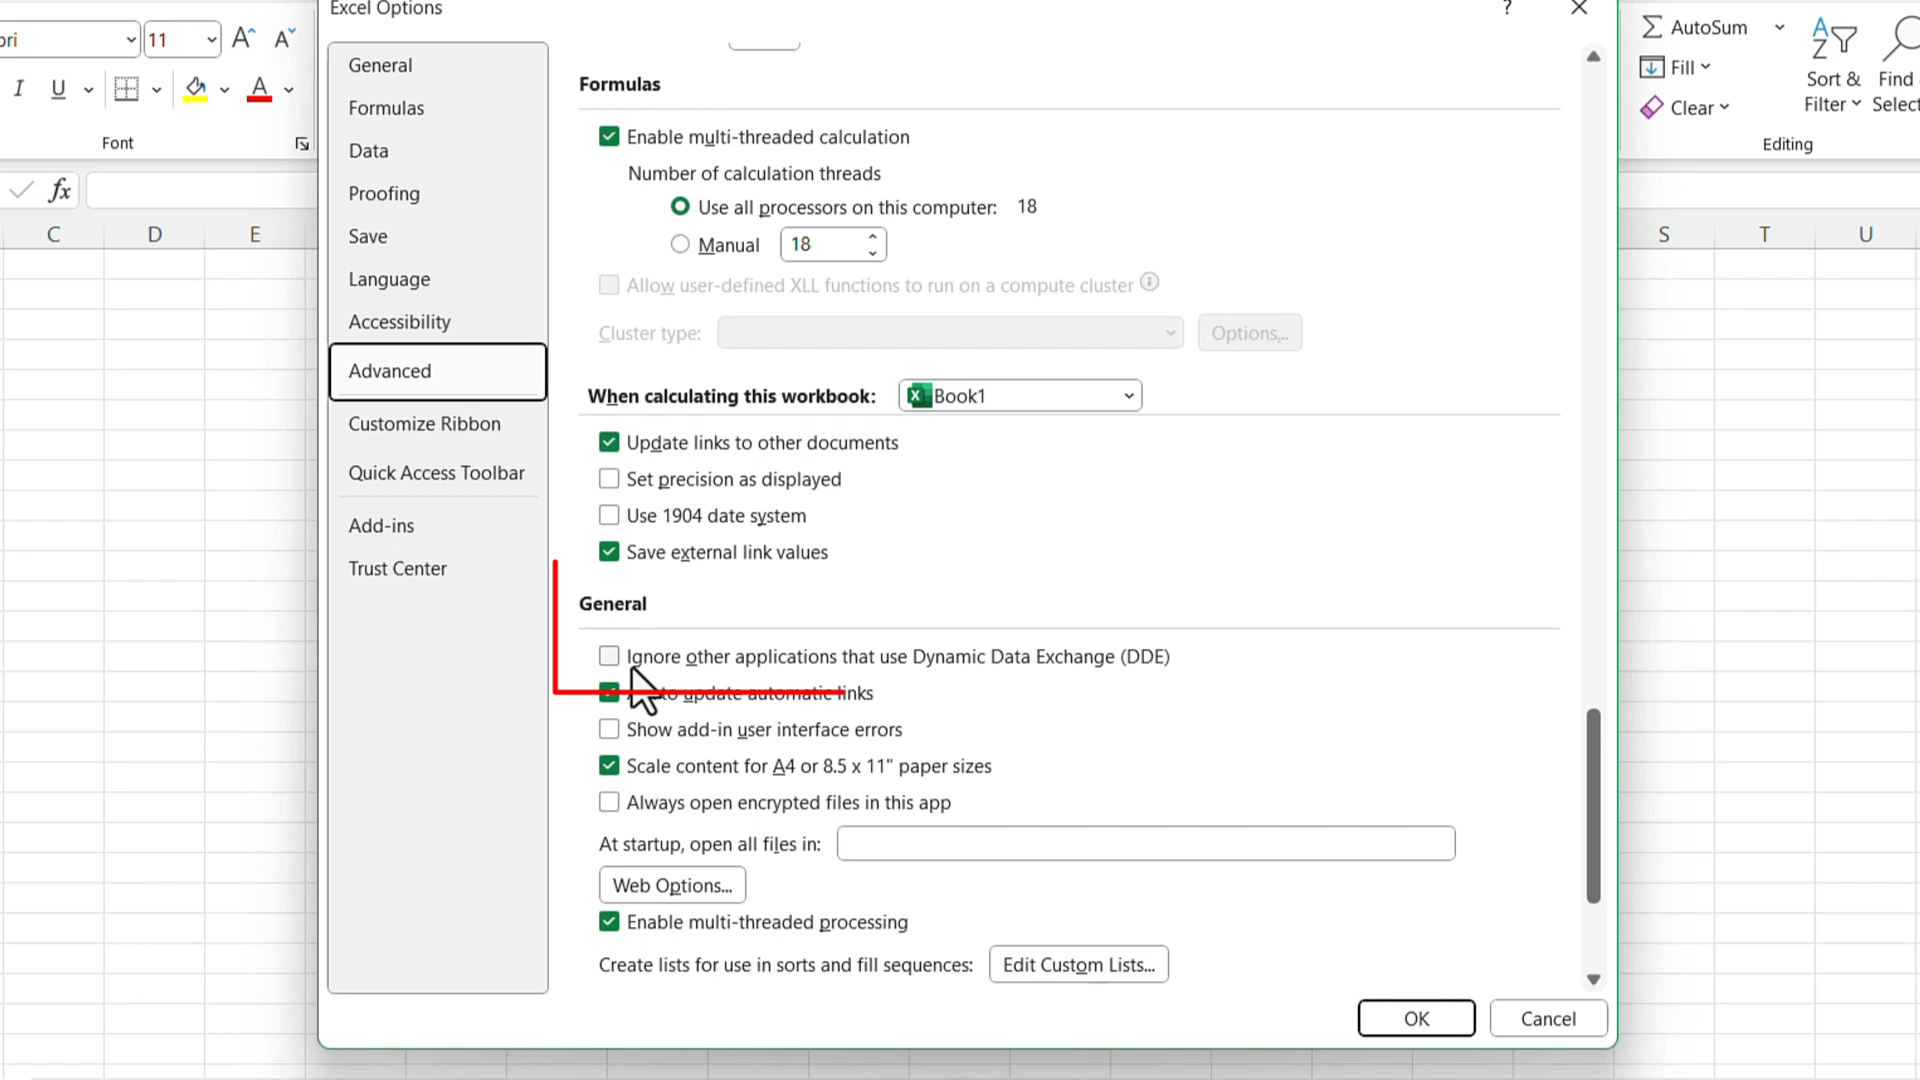 Excel Options
?
11
A
A
I
U
A
Font
fx
C
D
E
General
Formulas
Data
Proofing
Save
Language
Accessibility
Advanced
Customize Ribbon
Quick Access Toolbar
Add-ins
Trust Center
Formulas
Enable multi-threaded calculation
Number of calculation threads
Use all processors on this computer: 18
Manual 18
Allow user-defined XLL functions to run on a compute cluster
Cluster type:
Options...
When calculating this workbook: Book1
Update links to other documents
Set precision as displayed
Use 1904 date system
Save external link values
General
Ignore other applications that use Dynamic Data Exchange (DDE)
to update automatic links
Show add-in user interface errors
Scale content for A4 or 8.5 x 11" paper sizes
Always open encrypted files in this app
At startup, open all files in:
Web Options...
Enable multi-threaded processing
Create lists for use in sorts and fill sequences: Edit Custom Lists...
OK
Cancel
AutoSum
Fill
Clear
Sort &
Filter
Find
Editing
S
T
U